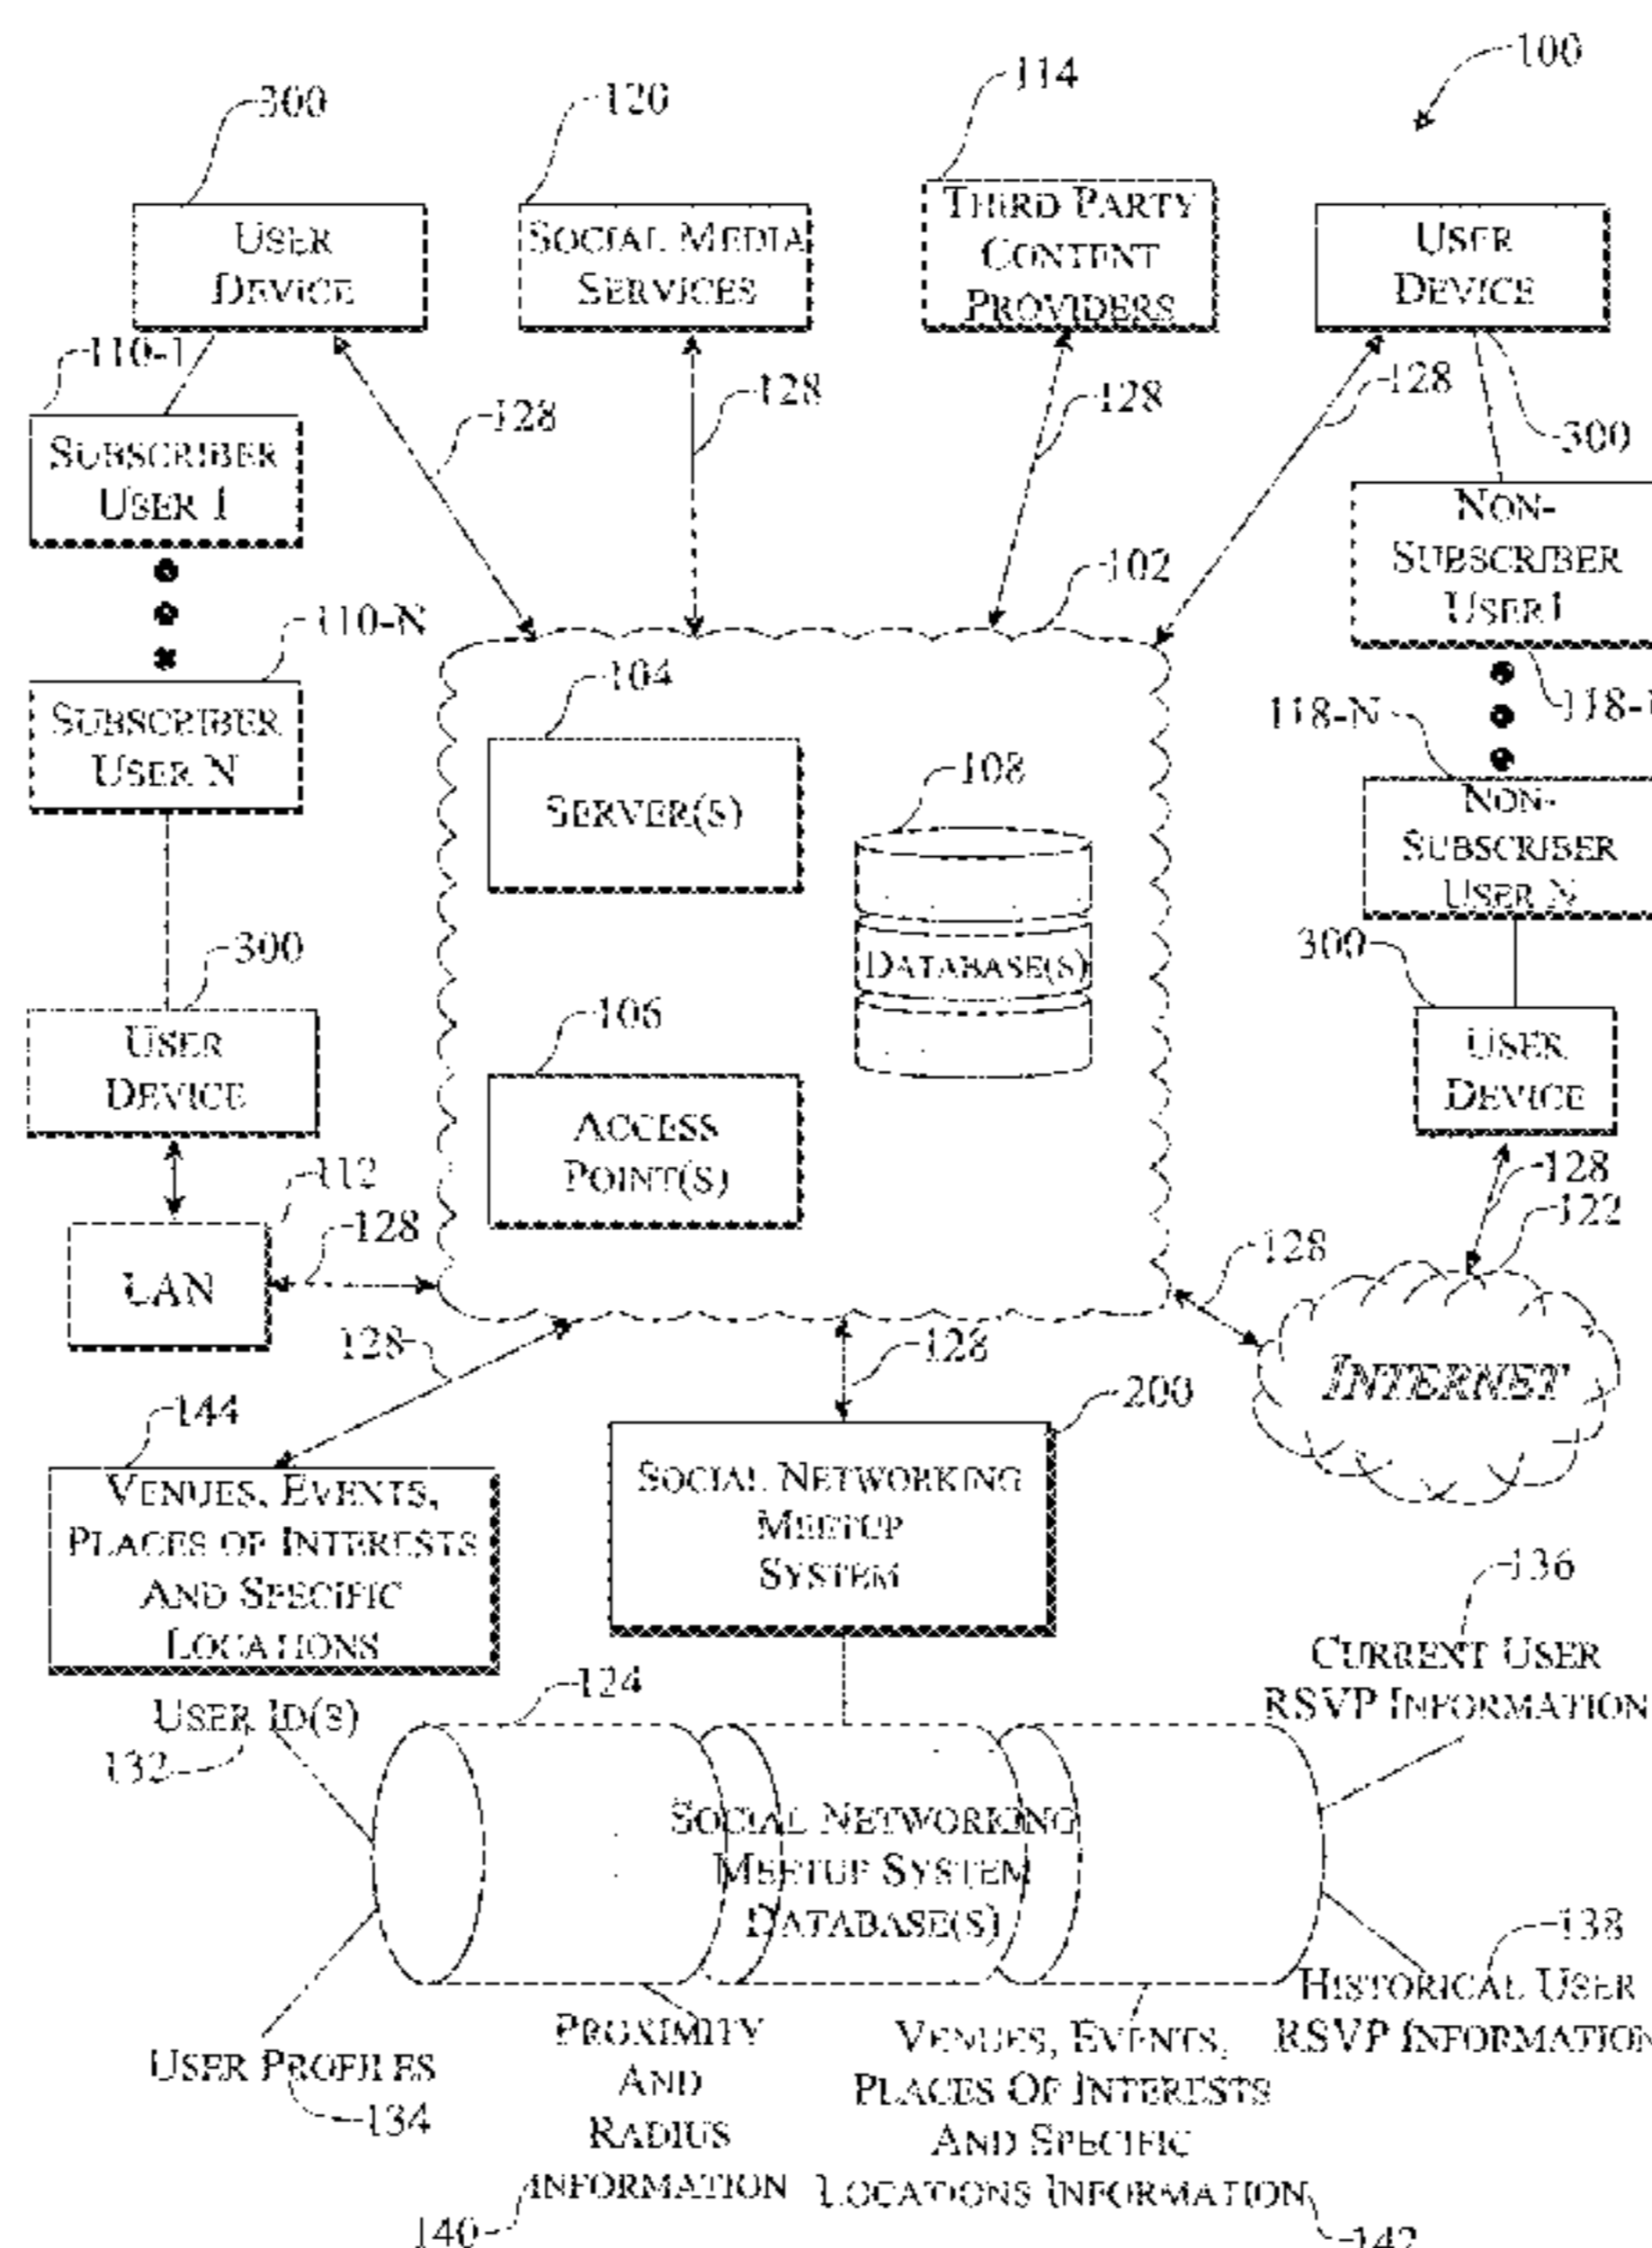 100
300
120
114
USER
DEVICE
SOCIAL MEDIA
SERVICES
THIRD PARTY
CONTENT
PROVIDERS
USER
DEVICE
110-1
128
128
128
128
300
SUBSCRIBER
USER 1
NON-
SUBSCRIBER
USER 1
102
110-N
118-N
118-
SUBSCRIBER
USER N
104
SERVER(S)
108
DATABASE(S)
NON-
SUBSCRIBER
USER N
300
300
USER
DEVICE
106
ACCESS
POINT(S)
USER
DEVICE
112
128
LAN
128
122
128
INTERNET
128
128
144
200
VENUES, EVENTS,
PLACES OF INTERESTS
AND SPECIFIC
LOCATIONS
SOCIAL NETWORKING
MEETUP
SYSTEM
136
CURRENT USER
RSVP INFORMATION
USER ID(S)
132
124
SOCIAL NETWORKING
MEETUP SYSTEM
DATABASE(S)
138
HISTORICAL USER
RSVP INFORMATION
USER PROFILES
134
PROXIMITY
AND
RADIUS
INFORMATION
140
VENUES, EVENTS,
PLACES OF INTERESTS
AND SPECIFIC
LOCATIONS INFORMATION
142